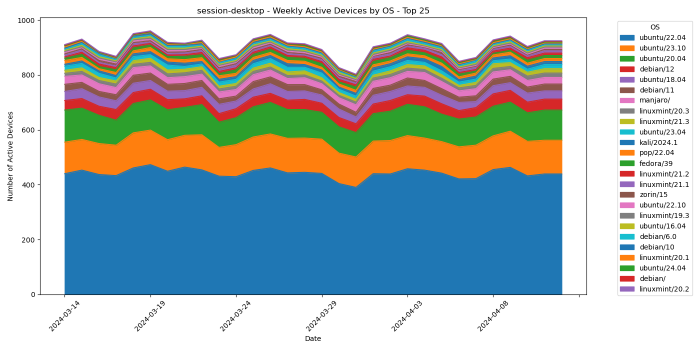 session-desktop - Weekly Active Devices by OS - Top 25
Number of Active Devices
1000
800
600
400
200
0
2024-03-14
2024-03-19
2024-03-24
2024-03-29
2024-04-03
2024-04-08
Date
OS
ubuntu/22.04
ubuntu/23.10
ubuntu/20.04
debian/12
ubuntu/18.04
debian/11
manjaro/
linuxmint/20.3
linuxmint/21.3
ubuntu/23.04
kali/2024.1
pop/22.04
fedora/39
linuxmint/21.2
linuxmint/21.1
zorin/15
ubuntu/22.10
linuxmint/19.3
ubuntu/16.04
debian/6.0
debian/10
linuxmint/20.1
ubuntu/24.04
debian/
linuxmint/20.2